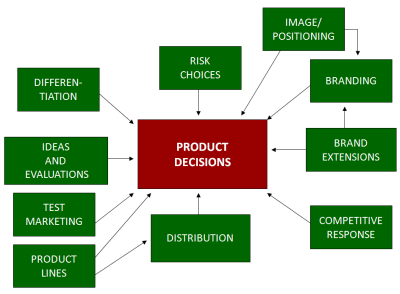 IMAGE/
POSITIONING
RISK
CHOICES
BRANDING
DIFFEREN-
TIATION
PRODUCT
DECISIONS
IDEAS
AND
EVALUATIONS
BRAND
EXTENSIONS
TEST
MARKETING
DISTRIBUTION
COMPETITIVE
RESPONSE
PRODUCT
LINES